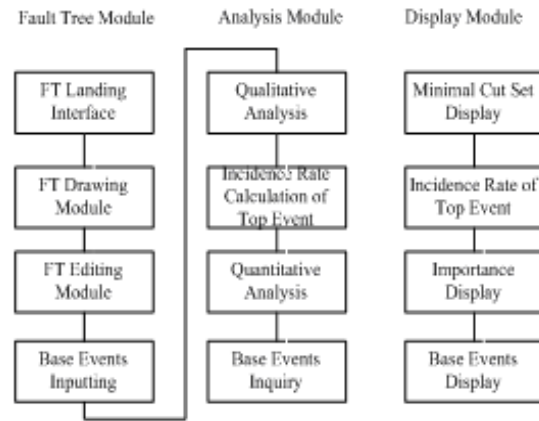 Fault Tree Module
Analysis Module
Display Module
FT Landing
Interface
FT Drawing
Module
FT Editing
Module
Base Events
Inputting
Qualitative
Analysis
Incidence Rate
Calculation of
Top Event
Quantitative
Analysis
Base Events
Inquiry
Minimal Cut Set
Display
Incidence Rate of
Top Event
Importance
Display
Base Events
Display